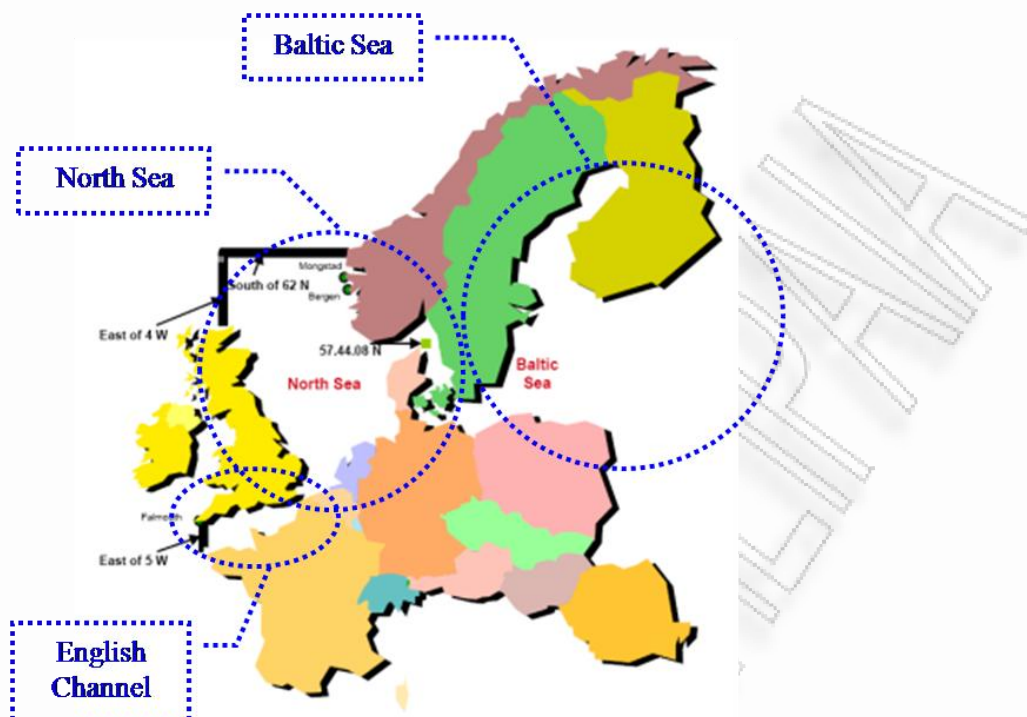 Baltic Sea
North Sea
Mongstad
South of 62 N
Bergen
East of 4 W
57.44.08 N
North Sea
Baltic
Sea
Falmouth
East of 5 W
English
Channel